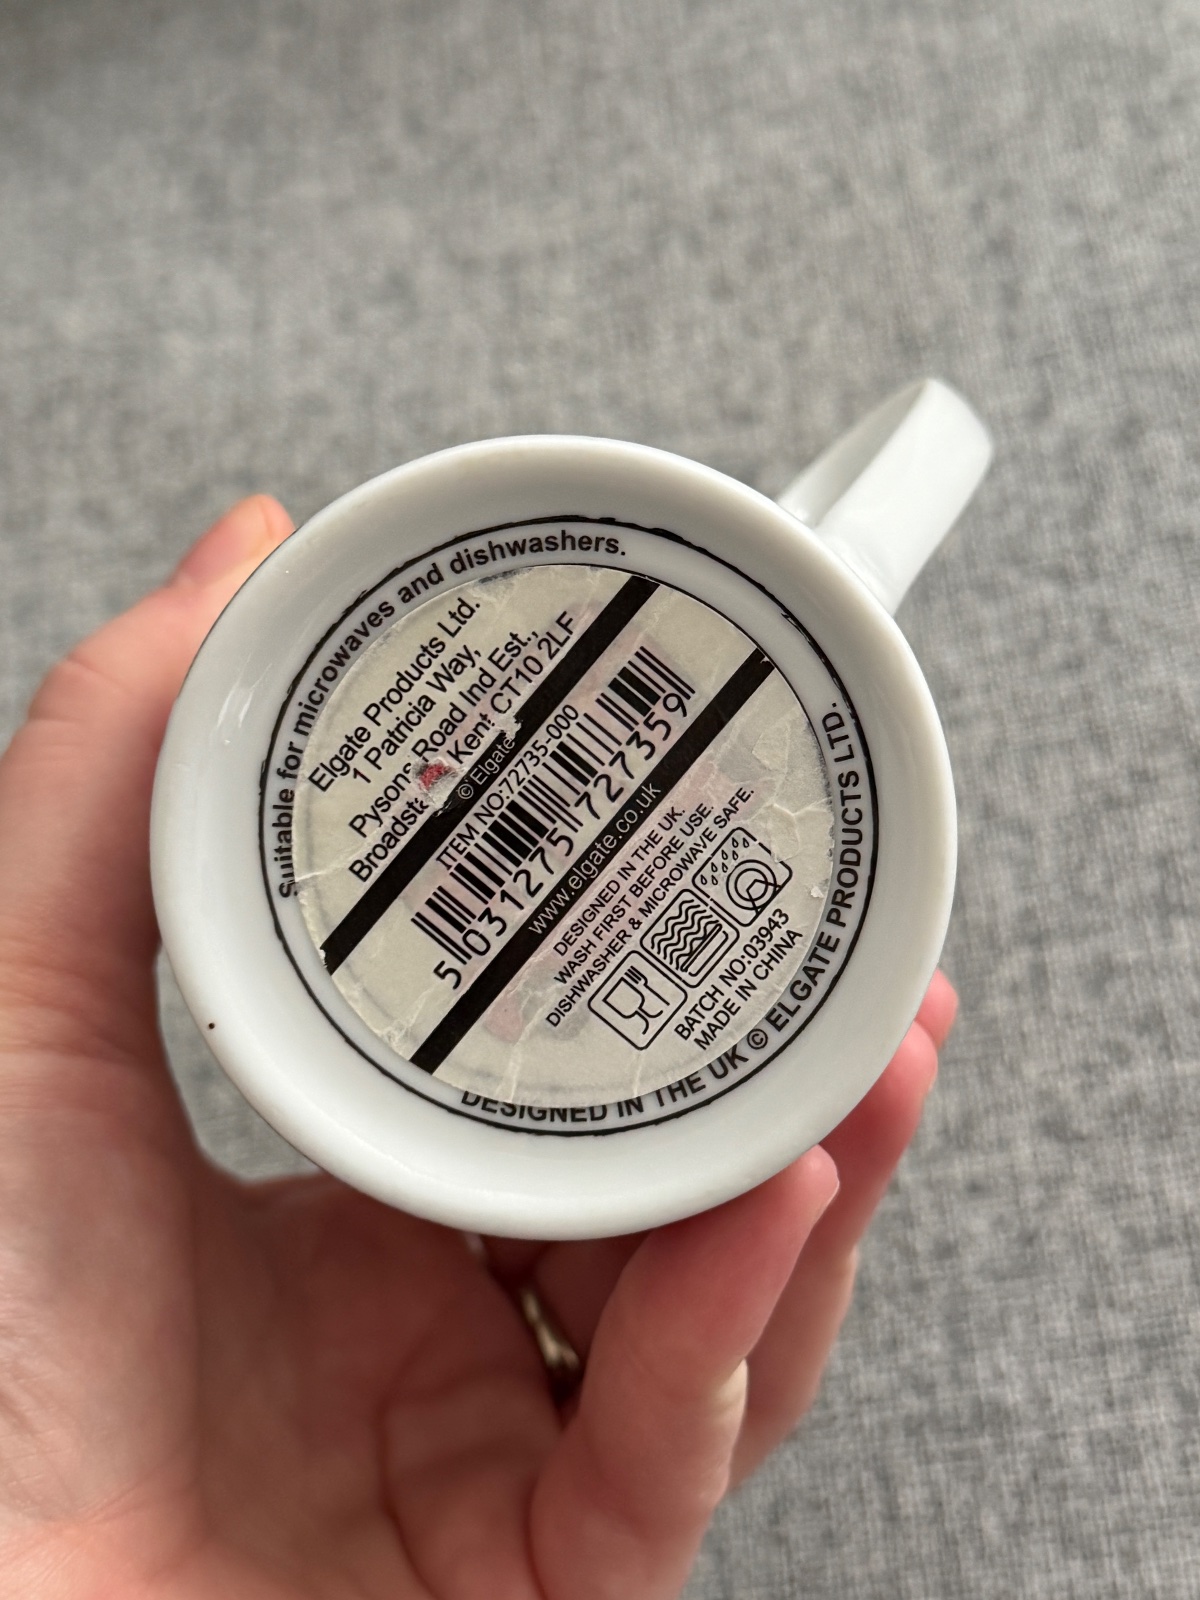 Suitable for microwaves and dishwashers.
Elgate Products Ltd.
1 Patricia Way,
Road Ind Est.,
CT10 2LF
© Elgate
ITEM NO:72735-000
5 031275 727359
www.elgate.co.uk
DESIGNED IN THE UK.
WASH FIRST BEFORE USE.
DISHWASHER & MICROWAVE SAFE.
BATCH NO:03943
MADE IN CHINA
DESIGNED IN THE UK © ELGATE PRODUCTS LTD.